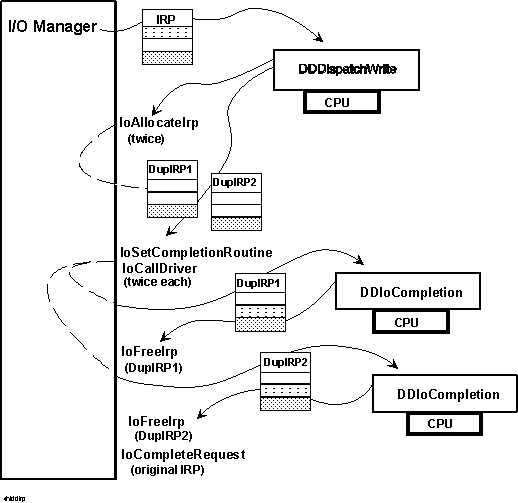 I/O Manager
IRP
DDDispatchWrite
CPU
IoAllocateIrp
(twice)
DupIRP1
DupIRP2
IoSetCompletionRoutine
IoCallDriver
(twice each)
DupIRP1
DDIoCompletion
CPU
IoFreeIrp
(DupIRP1)
DupIRP2
DDIoCompletion
CPU
IoFreeIrp
(DupIRP2)
IoCompleteRequest
(original IRP)